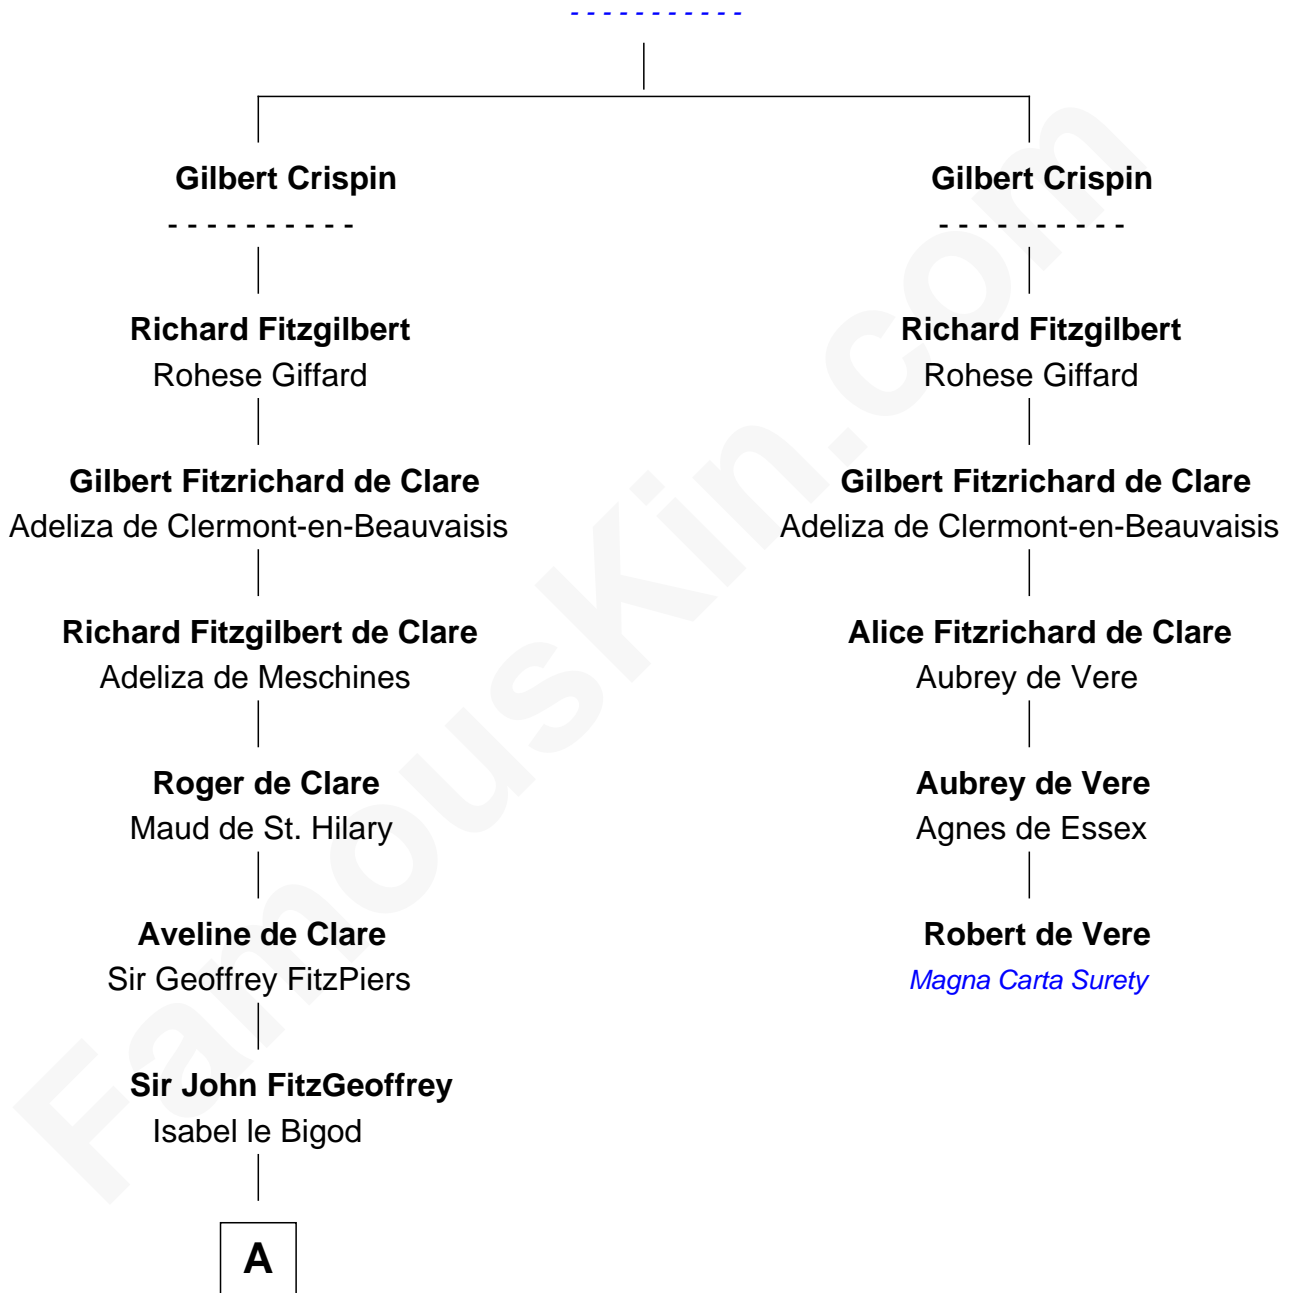 - - - - - - - - - - -
Gilbert Crispin
- - - - - - - - - -
Richard Fitzgilbert
Rohese Giffard
Gilbert Fitzrichard de Clare
Adeliza de Clermont-en-Beauvaisis
Richard Fitzgilbert de Clare
Adeliza de Meschines
Roger de Clare
Maud de St. Hilary
Aveline de Clare
Sir Geoffrey FitzPiers
Sir John FitzGeoffrey
Isabel le Bigod
A
Gilbert Crispin
- - - - - - - - - -
Richard Fitzgilbert
Rohese Giffard
Gilbert Fitzrichard de Clare
Adeliza de Clermont-en-Beauvaisis
Alice Fitzrichard de Clare
Aubrey de Vere
Aubrey de Vere
Agnes de Essex
Robert de Vere
Magna Carta Surety
FamousKin.com